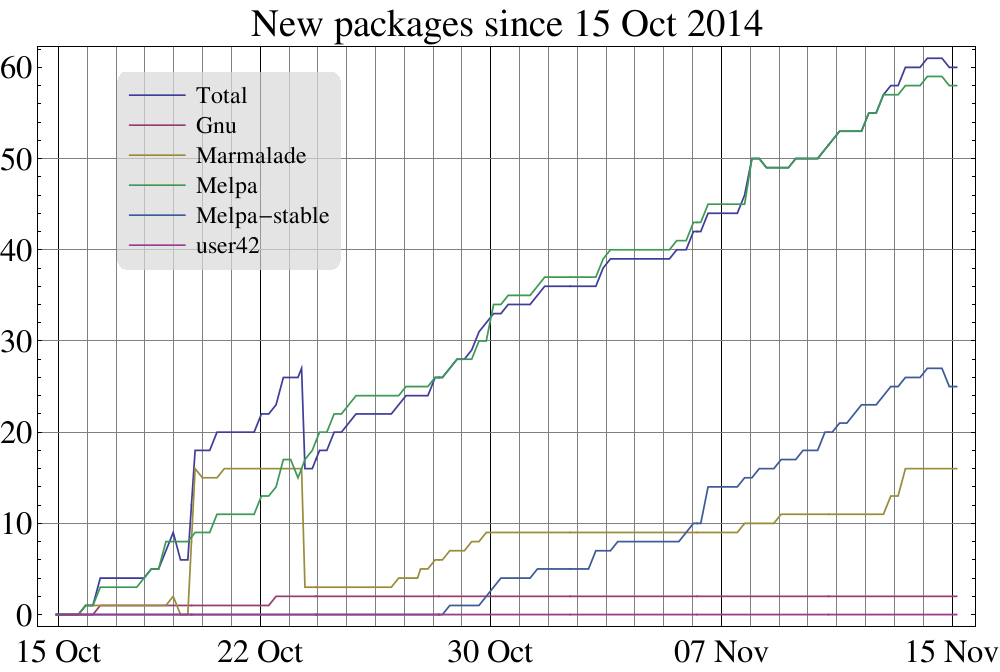 New packages since 15 Oct 2014
60
50
40
30
20
10
0
Total
Gnu
Marmalade
Melpa
Melpa−stable
user42
15 Oct 22 Oct 30 Oct 07 Nov 15 Nov